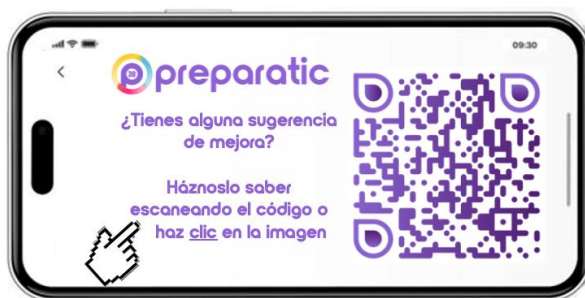 09:30
preparatic
¿Tienes alguna sugerencia
de mejora?
Háznoslo saber
escaneando el código o
haz clic en la imagen